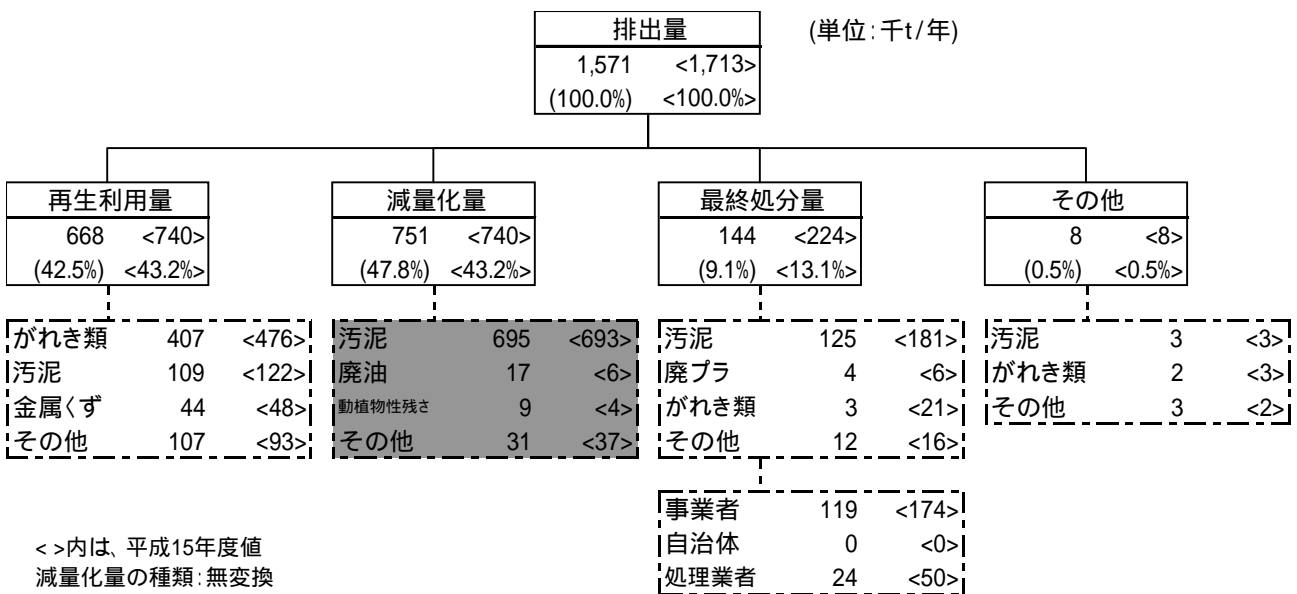 排出量 (単位:千t/年)
1,571 <1,713>
(100.0%) <100.0%>
再生利用量
668 <740>
(42.5%) <43.2%>
減量化量
751 <740>
(47.8%) <43.2%>
最終処分量
144 <224>
(9.1%) <13.1%>
その他
8 <8>
(0.5%) <0.5%>
がれき類 407 <476>
汚泥 109 <122>
金属くず 44 <48>
その他 107 <93>
汚泥 695 <693>
廃油 17 <6>
動植物性残さ 9 <4>
その他 31 <37>
汚泥 125 <181>
廃プラ 4 <6>
がれき類 3 <21>
その他 12 <16>
汚泥 3 <3>
がれき類 2 <3>
その他 3 <2>
事業者 119 <174>
自治体 0 <0>
処理業者 24 <50>
< >内は、平成15年度値
減量化量の種類:無変換